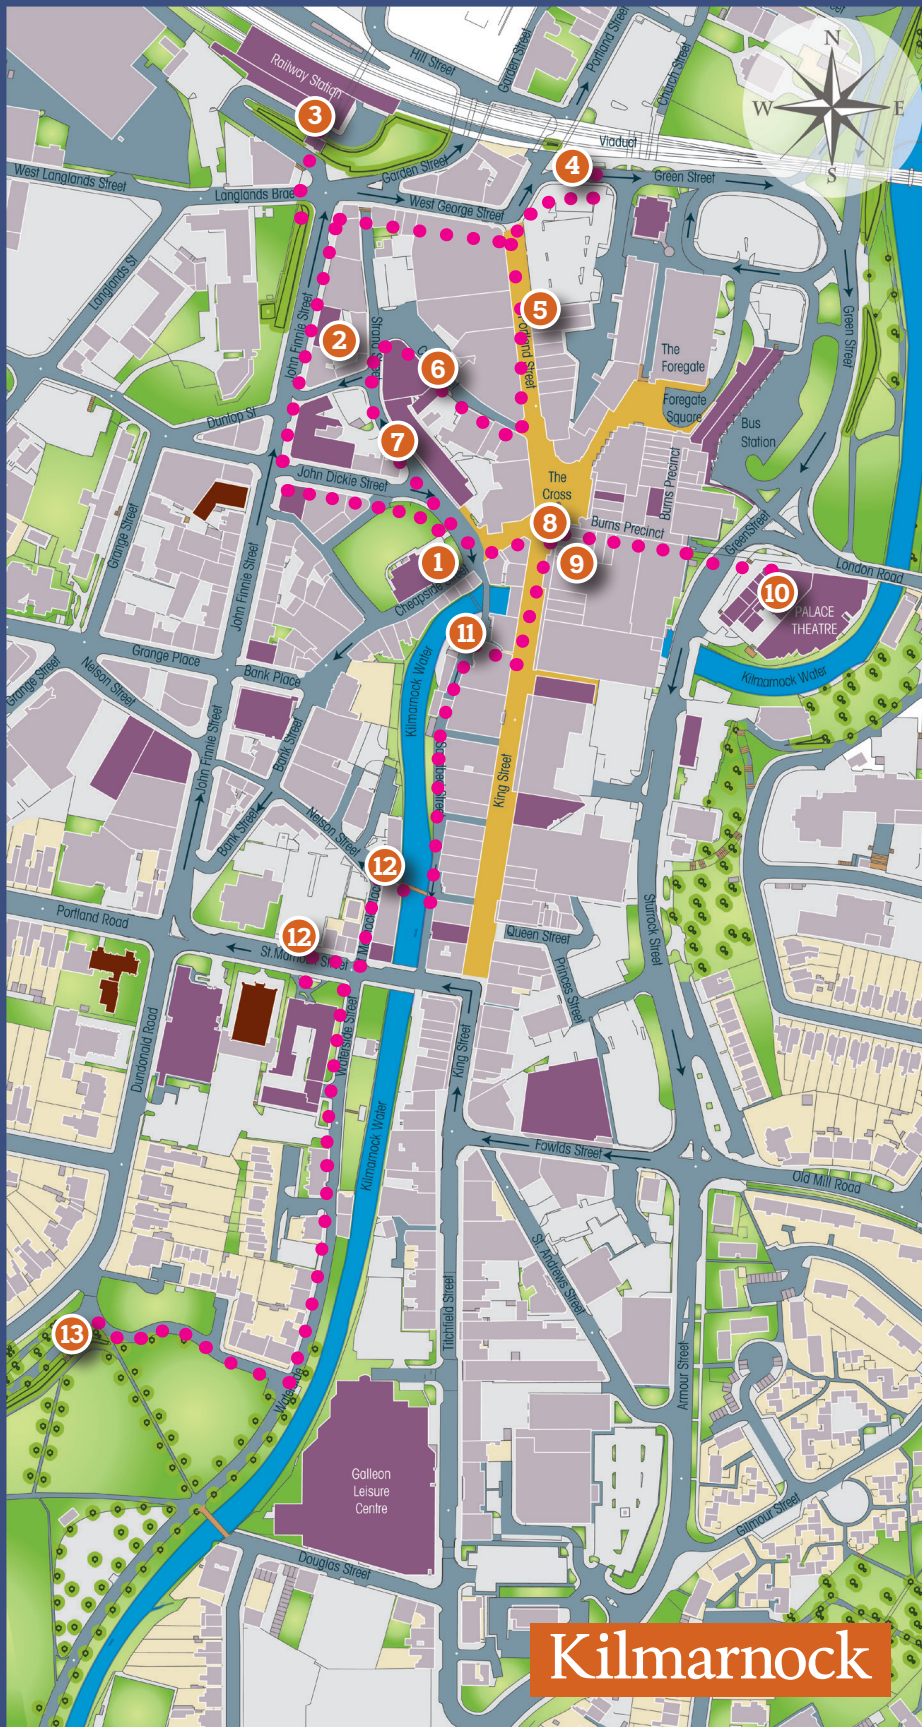 Hill Street
Garden Street
Portland Street
Church Street
N
W
E
S
Railway Station
3
Viaduct
4
Green Street
West Langlands Street
Langlands Brae
Garden Street
West George Street
Langlands St
John Finnie Street
Strand Street
5
Portland Street
2
6
The
Foregate
Foregate
Square
Green Street
Dunlop St
7
Bus
Station
John Dickie Street
The
Cross
Burns Precinct
8
Burns Precinct
Green Street
Grange Street
John Finnie Street
1
Cheapside
9
London Road
10
PALACE
THEATRE
11
Grange Place
Bank Place
Kilmarnock Water
Kilmarnock Water
Grange Street
Nelson Street
John Finnie Street
Bank Street
King Street
Bank Street
Nelson Street
12
Portland Road
12
St.Marnock Street
Queen Street
Sturrock Street
Princes Street
Dundonald Road
Waterside Street
King Street
Kilmarnock Water
Fowlds Street
Old Mill Road
St. Andrews Street
Titchfield Street
Armour Street
13
Galleon
Leisure
Centre
Gilmour Street
Douglas Street
Kilmarnock